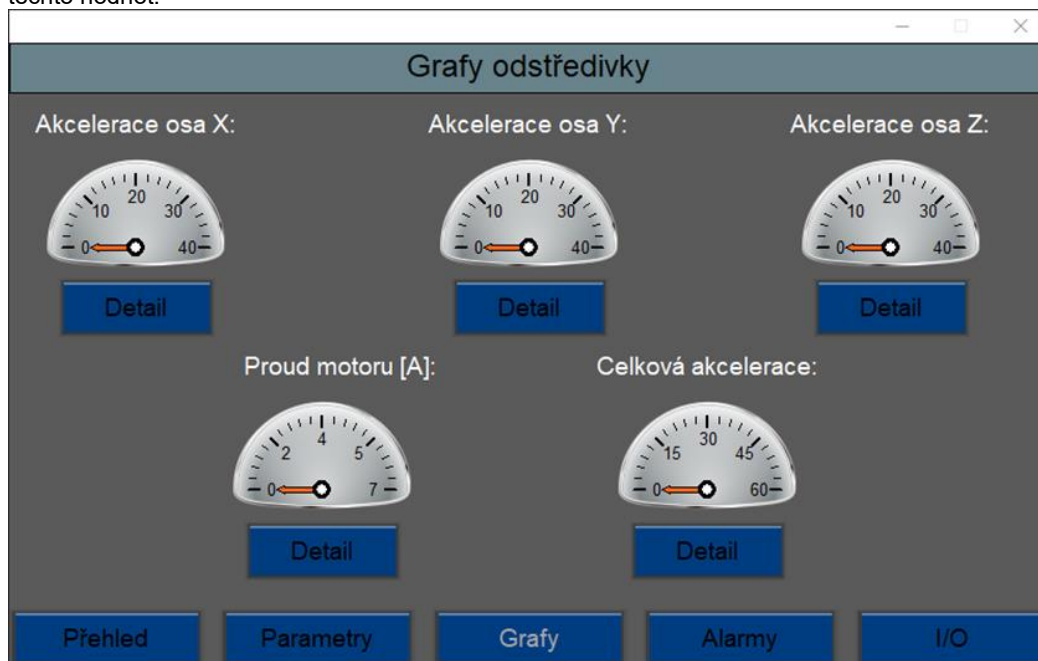 těchto hodnot.
Grafy odstředivky
Akcelerace osa X: Akcelerace osa Y: Akcelerace osa Z:
0 10 20 30 40 0 10 20 30 40 0 10 20 30 40
Detail Detail Detail
Proud motoru [A]: Celková akcelerace:
0 2 4 5 7 0 15 30 45 60
Detail Detail
Přehled Parametry Grafy Alarmy I/O